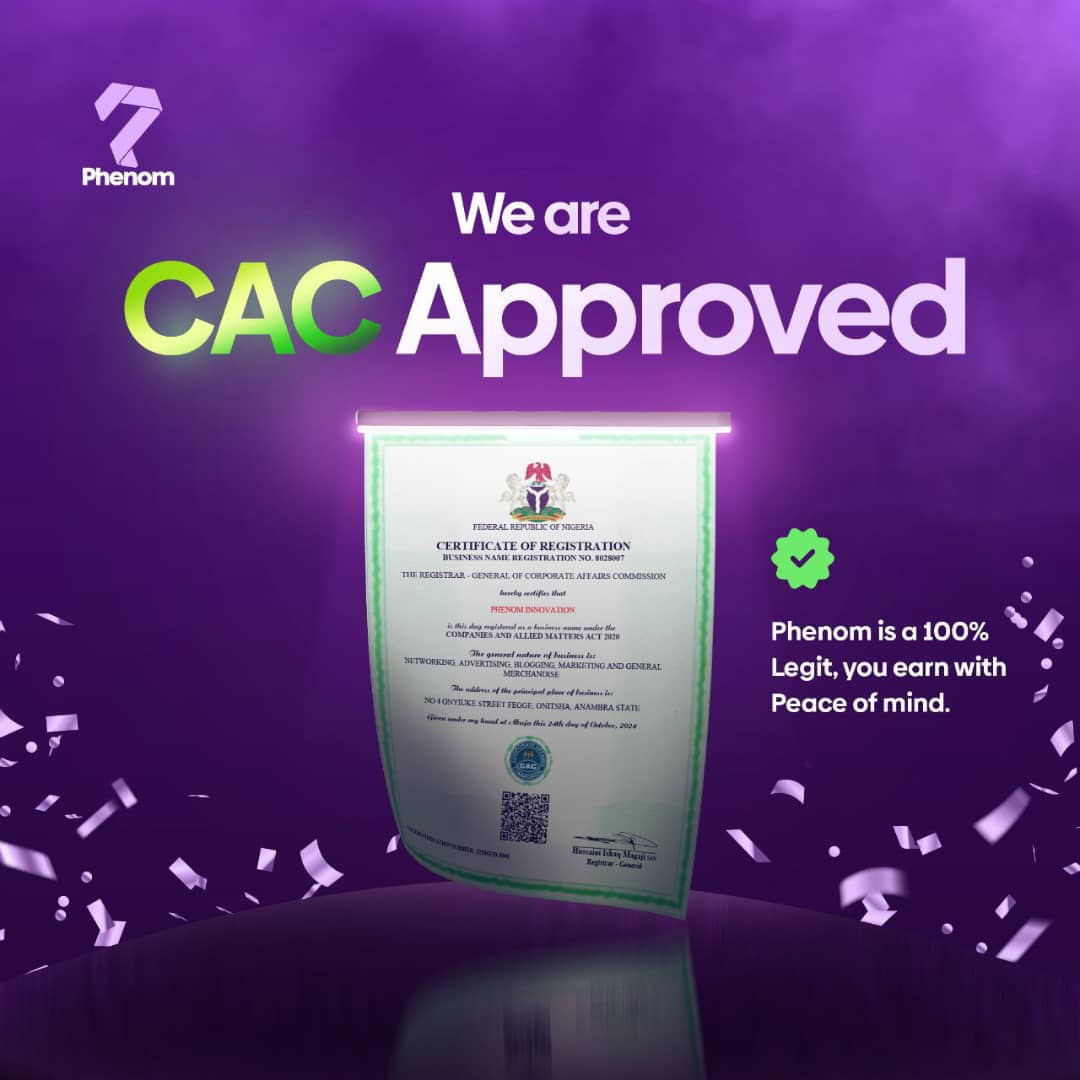 Phenom
We are
CAC Approved
FEDERAL REPUBLIC OF NIGERIA
CERTIFICATE OF REGISTRATION
BUSINESS NAME REGISTRATION NO. 8028007
THE REGISTRAR - GENERAL OF CORPORATE AFFAIRS COMMISSION
hereby certifies that
PHENOM INNOVATION
is this day registered as a business name under the
COMPANIES AND ALLIED MATTERS ACT 2020
The general nature of business is:
NETWORKING, ADVERTISING, BLOGGING, MARKETING AND GENERAL
MERCHANDISE
The address of the principal place of business is:
NO 4 ONYIUKE STREET FEGGE, ONITSHA, ANAMBRA STATE
Given under my hand at Abuja this 24th day of October, 2024
CAC
Hussaini Ishaq Magaji SAN
Registrar - General
Phenom is a 100%
Legit, you earn with
Peace of mind.